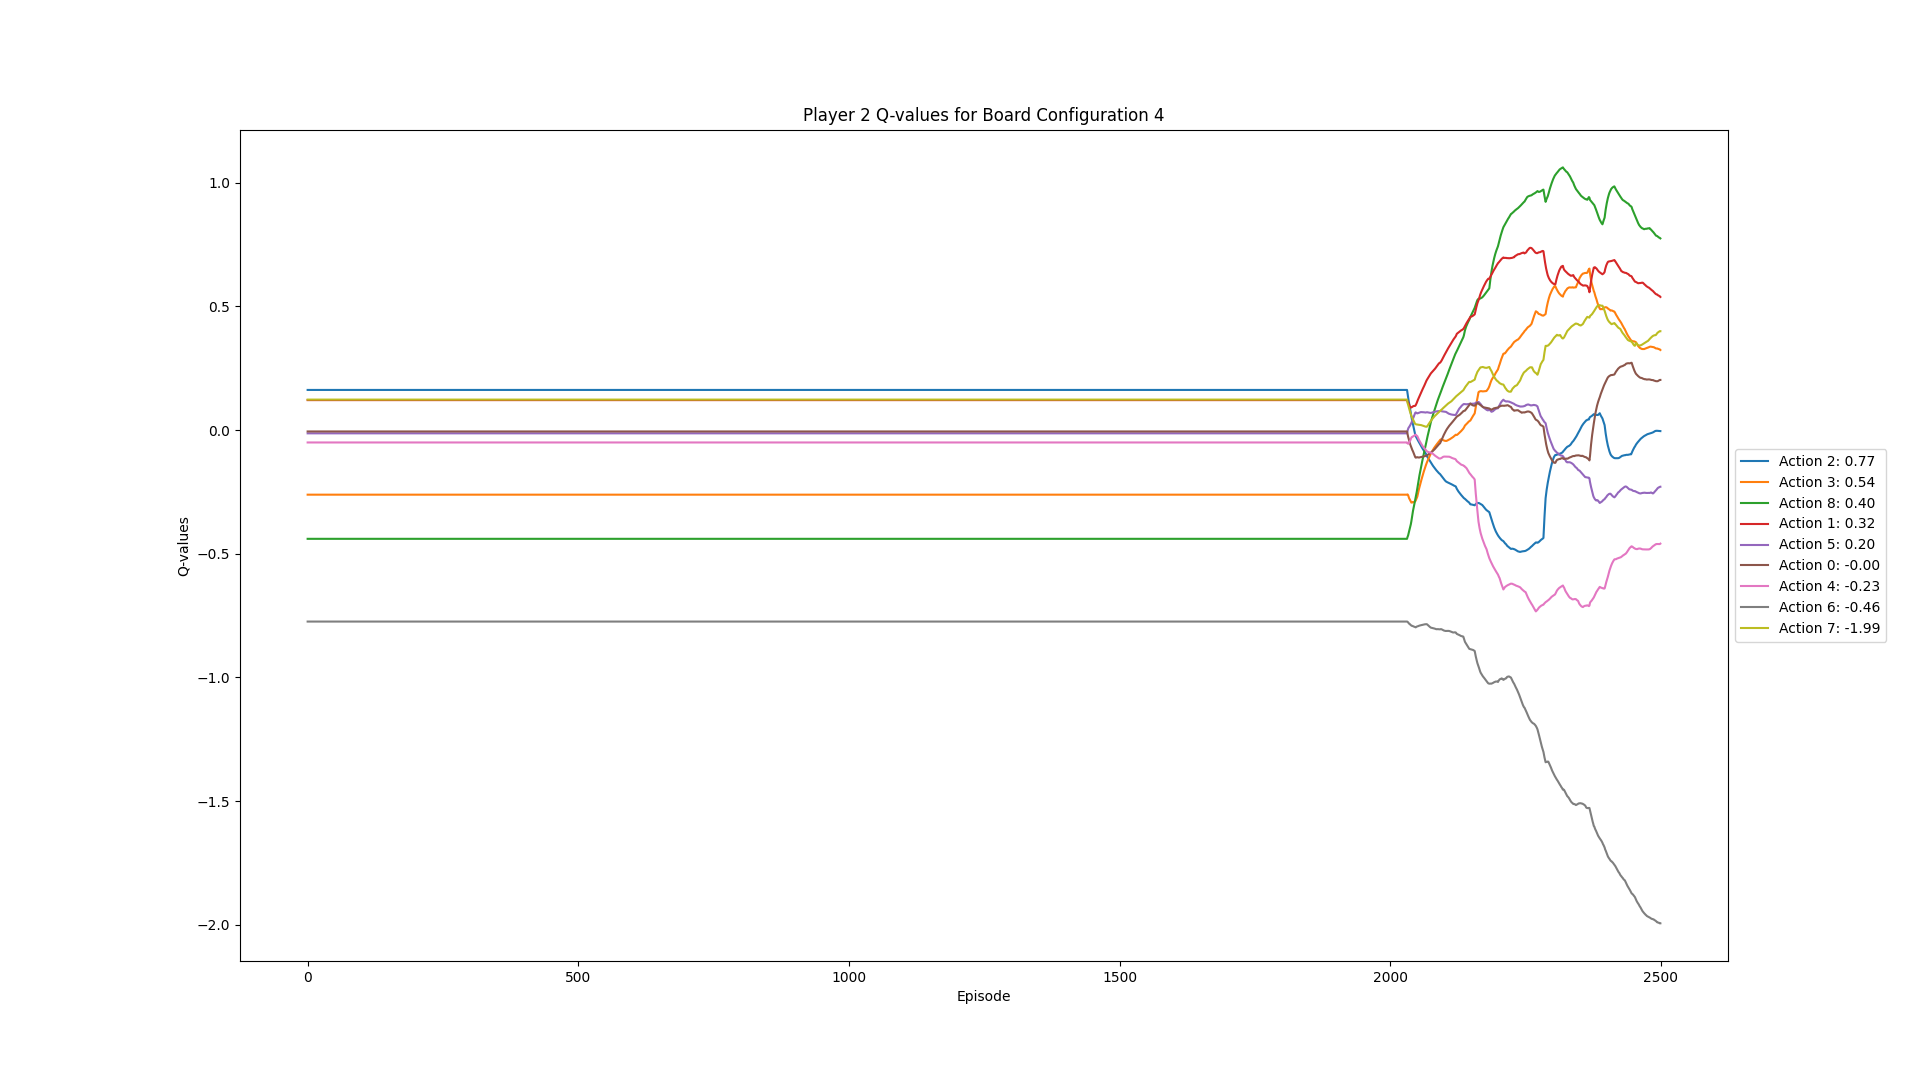 Player 2 Q-values for Board Configuration 4
1.0
0.5
0.0
−0.5
−1.0
−1.5
−2.0
Q-values
0 500 1000 1500 2000 2500
Episode
Action 2: 0.77
Action 3: 0.54
Action 8: 0.40
Action 1: 0.32
Action 5: 0.20
Action 0: -0.00
Action 4: -0.23
Action 6: -0.46
Action 7: -1.99